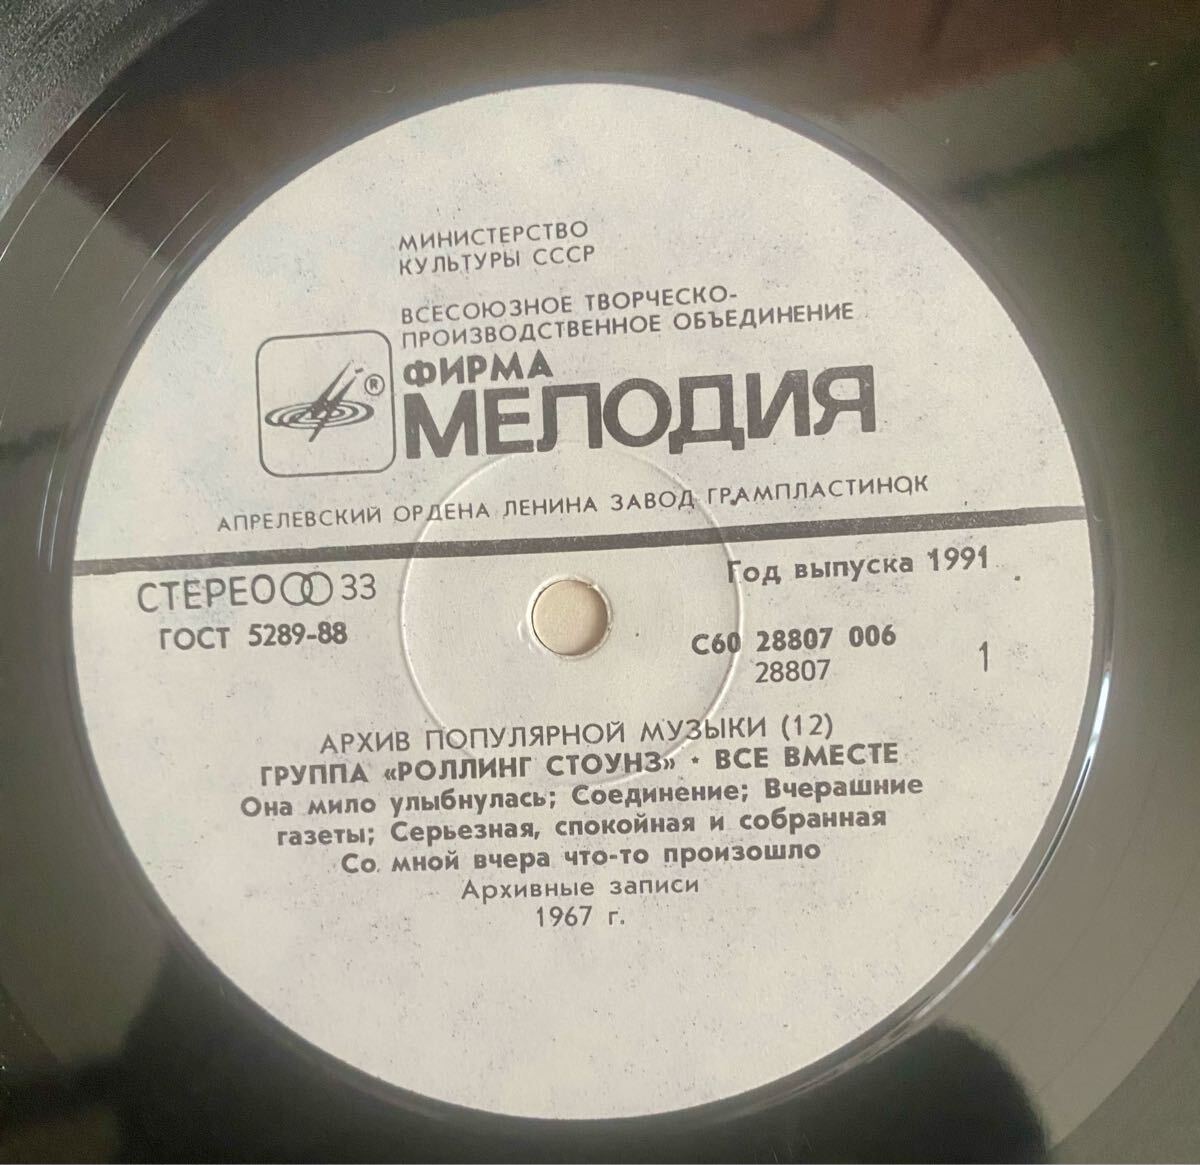 МИНИСТЕРСТВО
КУЛЬТУРЫ СССР
ВСЕСОЮЗНОЕ ТВОРЧЕСКО-
ПРОИЗВОДСТВЕННОЕ ОБЪЕДИНЕНИЕ
®
ФИРМА
МЕЛОДИЯ
АПРЕЛЕВСКИЙ ОРДЕНА ЛЕНИНА ЗАВОД ГРАМПЛАСТИНОК
СТЕРЕО 33
ГОСТ 5289-88
Год выпуска 1991
С60 28807 006
28807
1
АРХИВ ПОПУЛЯРНОЙ МУЗЫКИ (12)
ГРУППА «РОЛЛИНГ СТОУНЗ» · ВСЕ ВМЕСТЕ
Она мило улыбнулась; Соединение; Вчерашние
газеты; Серьезная, спокойная и собранная
Со мной вчера что-то произошло
Архивные записи
1967 г.